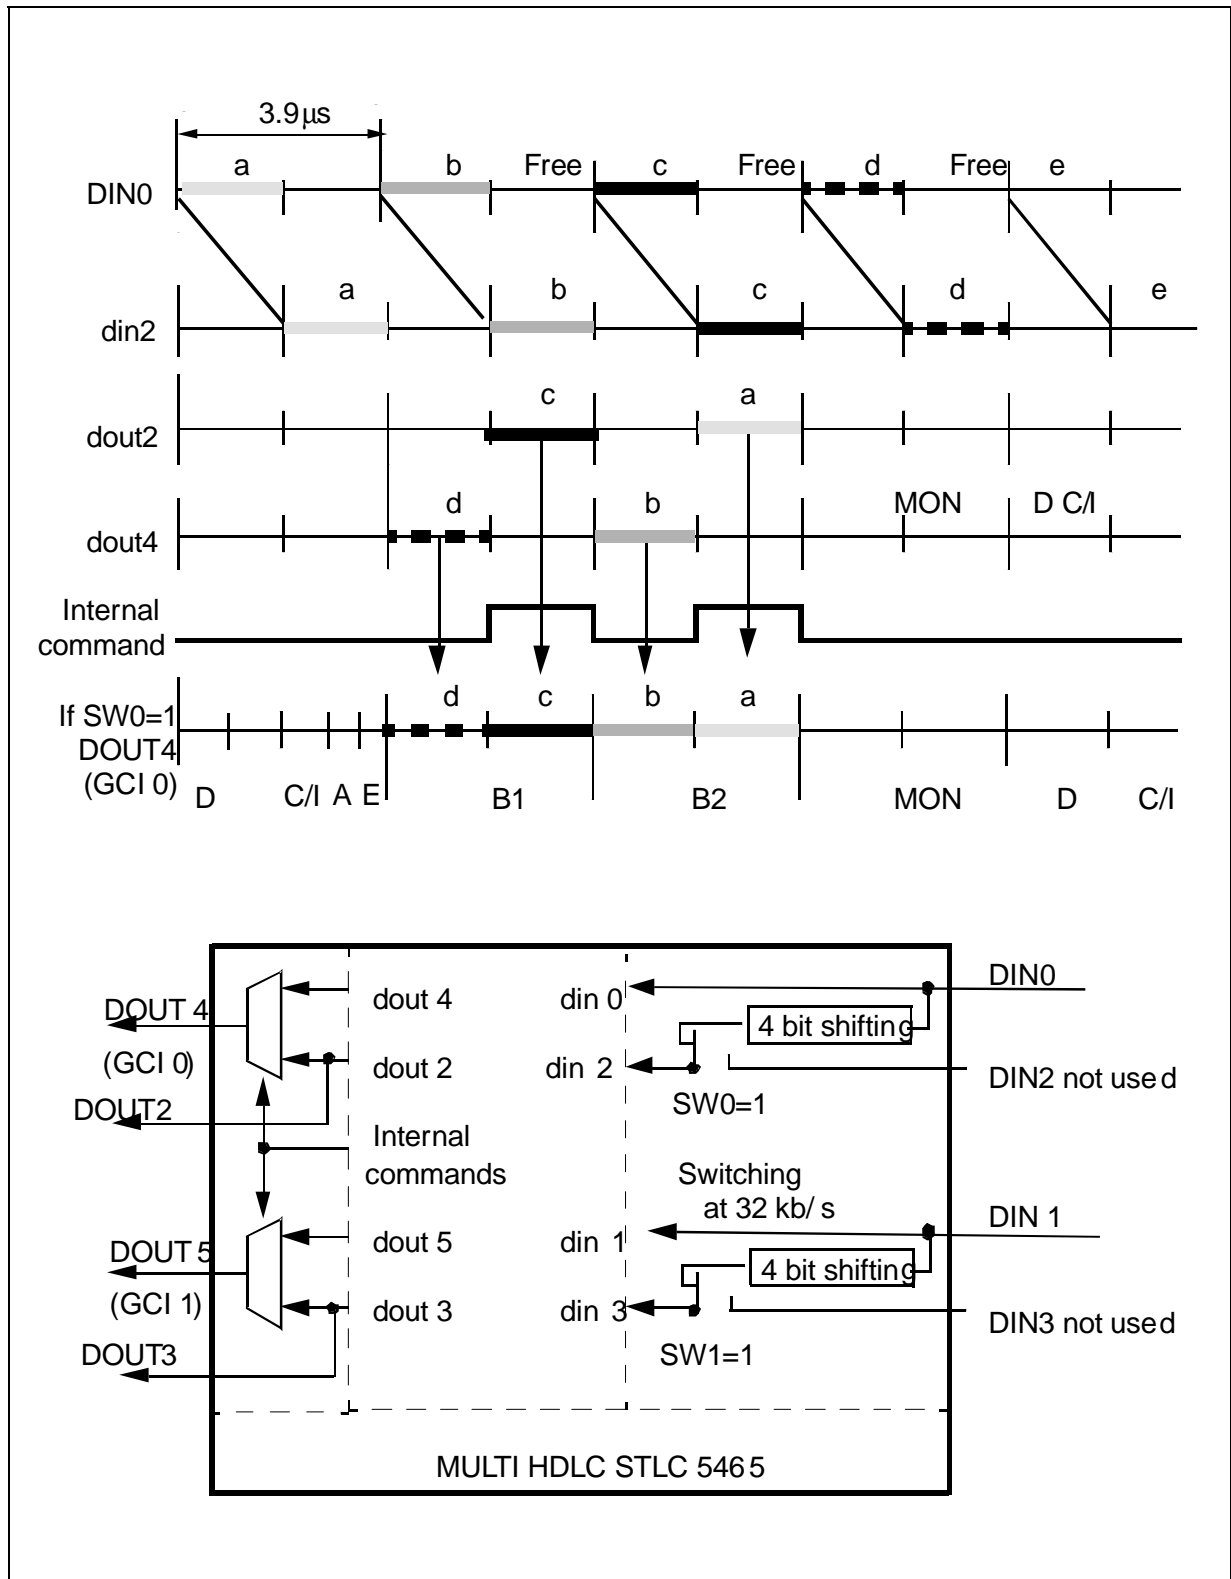 3.9μs
a b Free c Free d Free e
DIN0
a b c d e
din2
c a
dout2
d b MON D C/I
dout4
Internal
command
d c b a
If SW0=1
DOUT4
(GCI 0)
D C/I A E B1 B2 MON D C/I
DOUT 4
(GCI 0)
DOUT2
dout 4
dout 2
din 0
din 2
4 bit shifting
SW0=1
DIN0
DIN2 not used
Internal
commands
Switching
at 32 kb/s
DOUT 5
(GCI 1)
DOUT3
dout 5
dout 3
din 1
din 3
4 bit shifting
SW1=1
DIN 1
DIN3 not used
MULTI HDLC STLC 5465